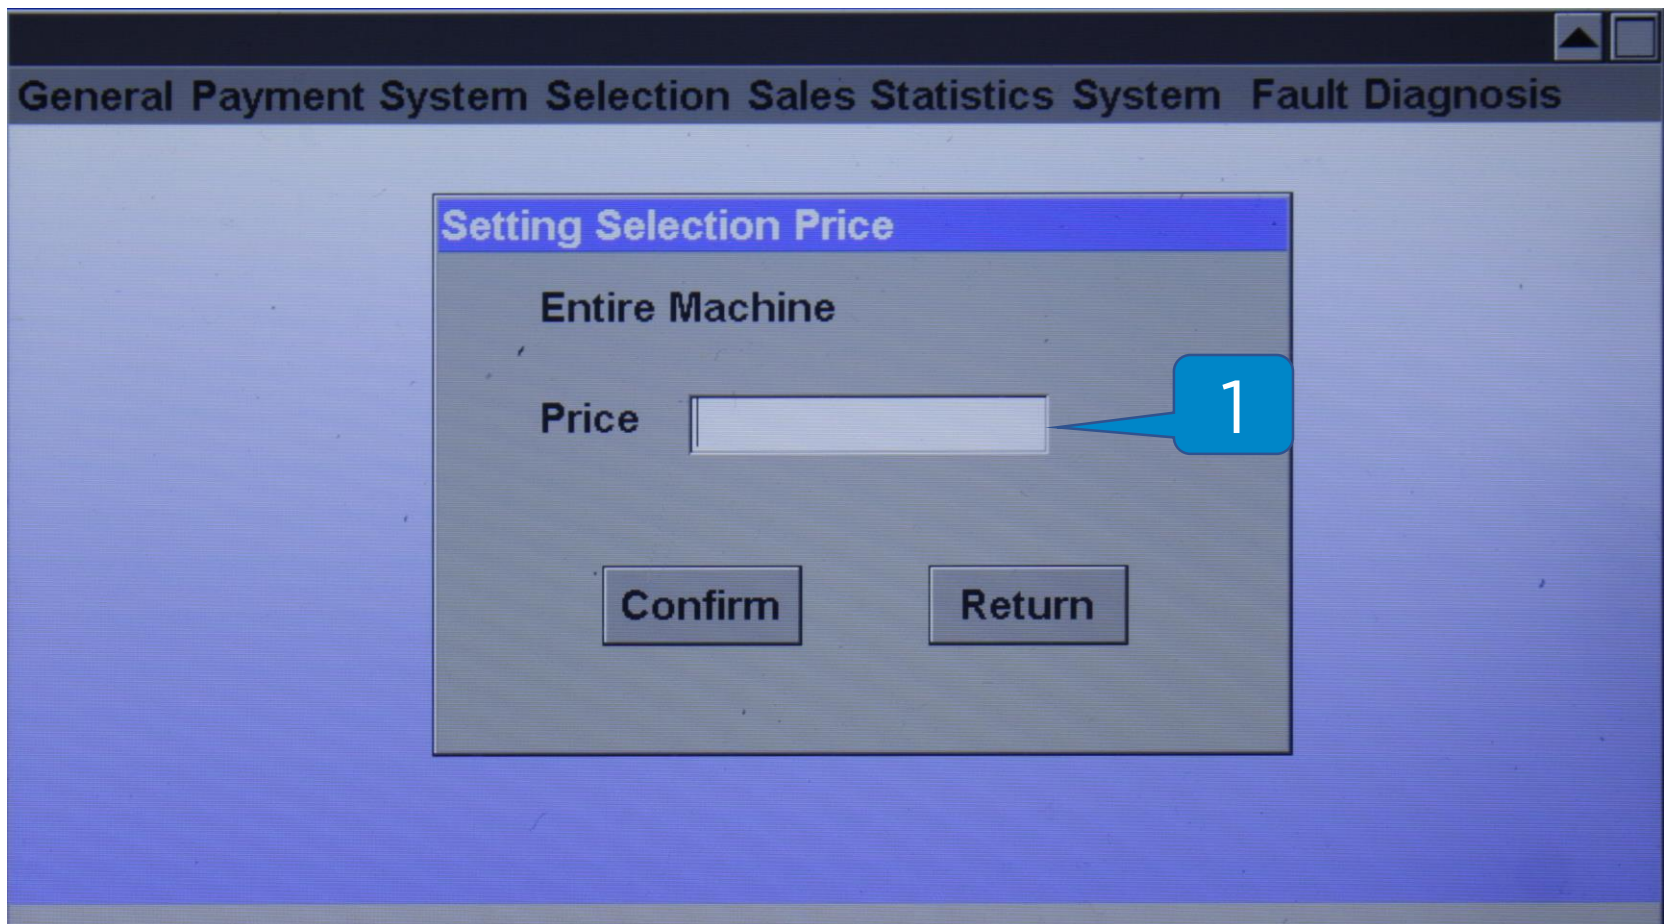 General Payment System Selection Sales Statistics System Fault Diagnosis
Setting Selection Price
Entire Machine
Price
1
Confirm Return